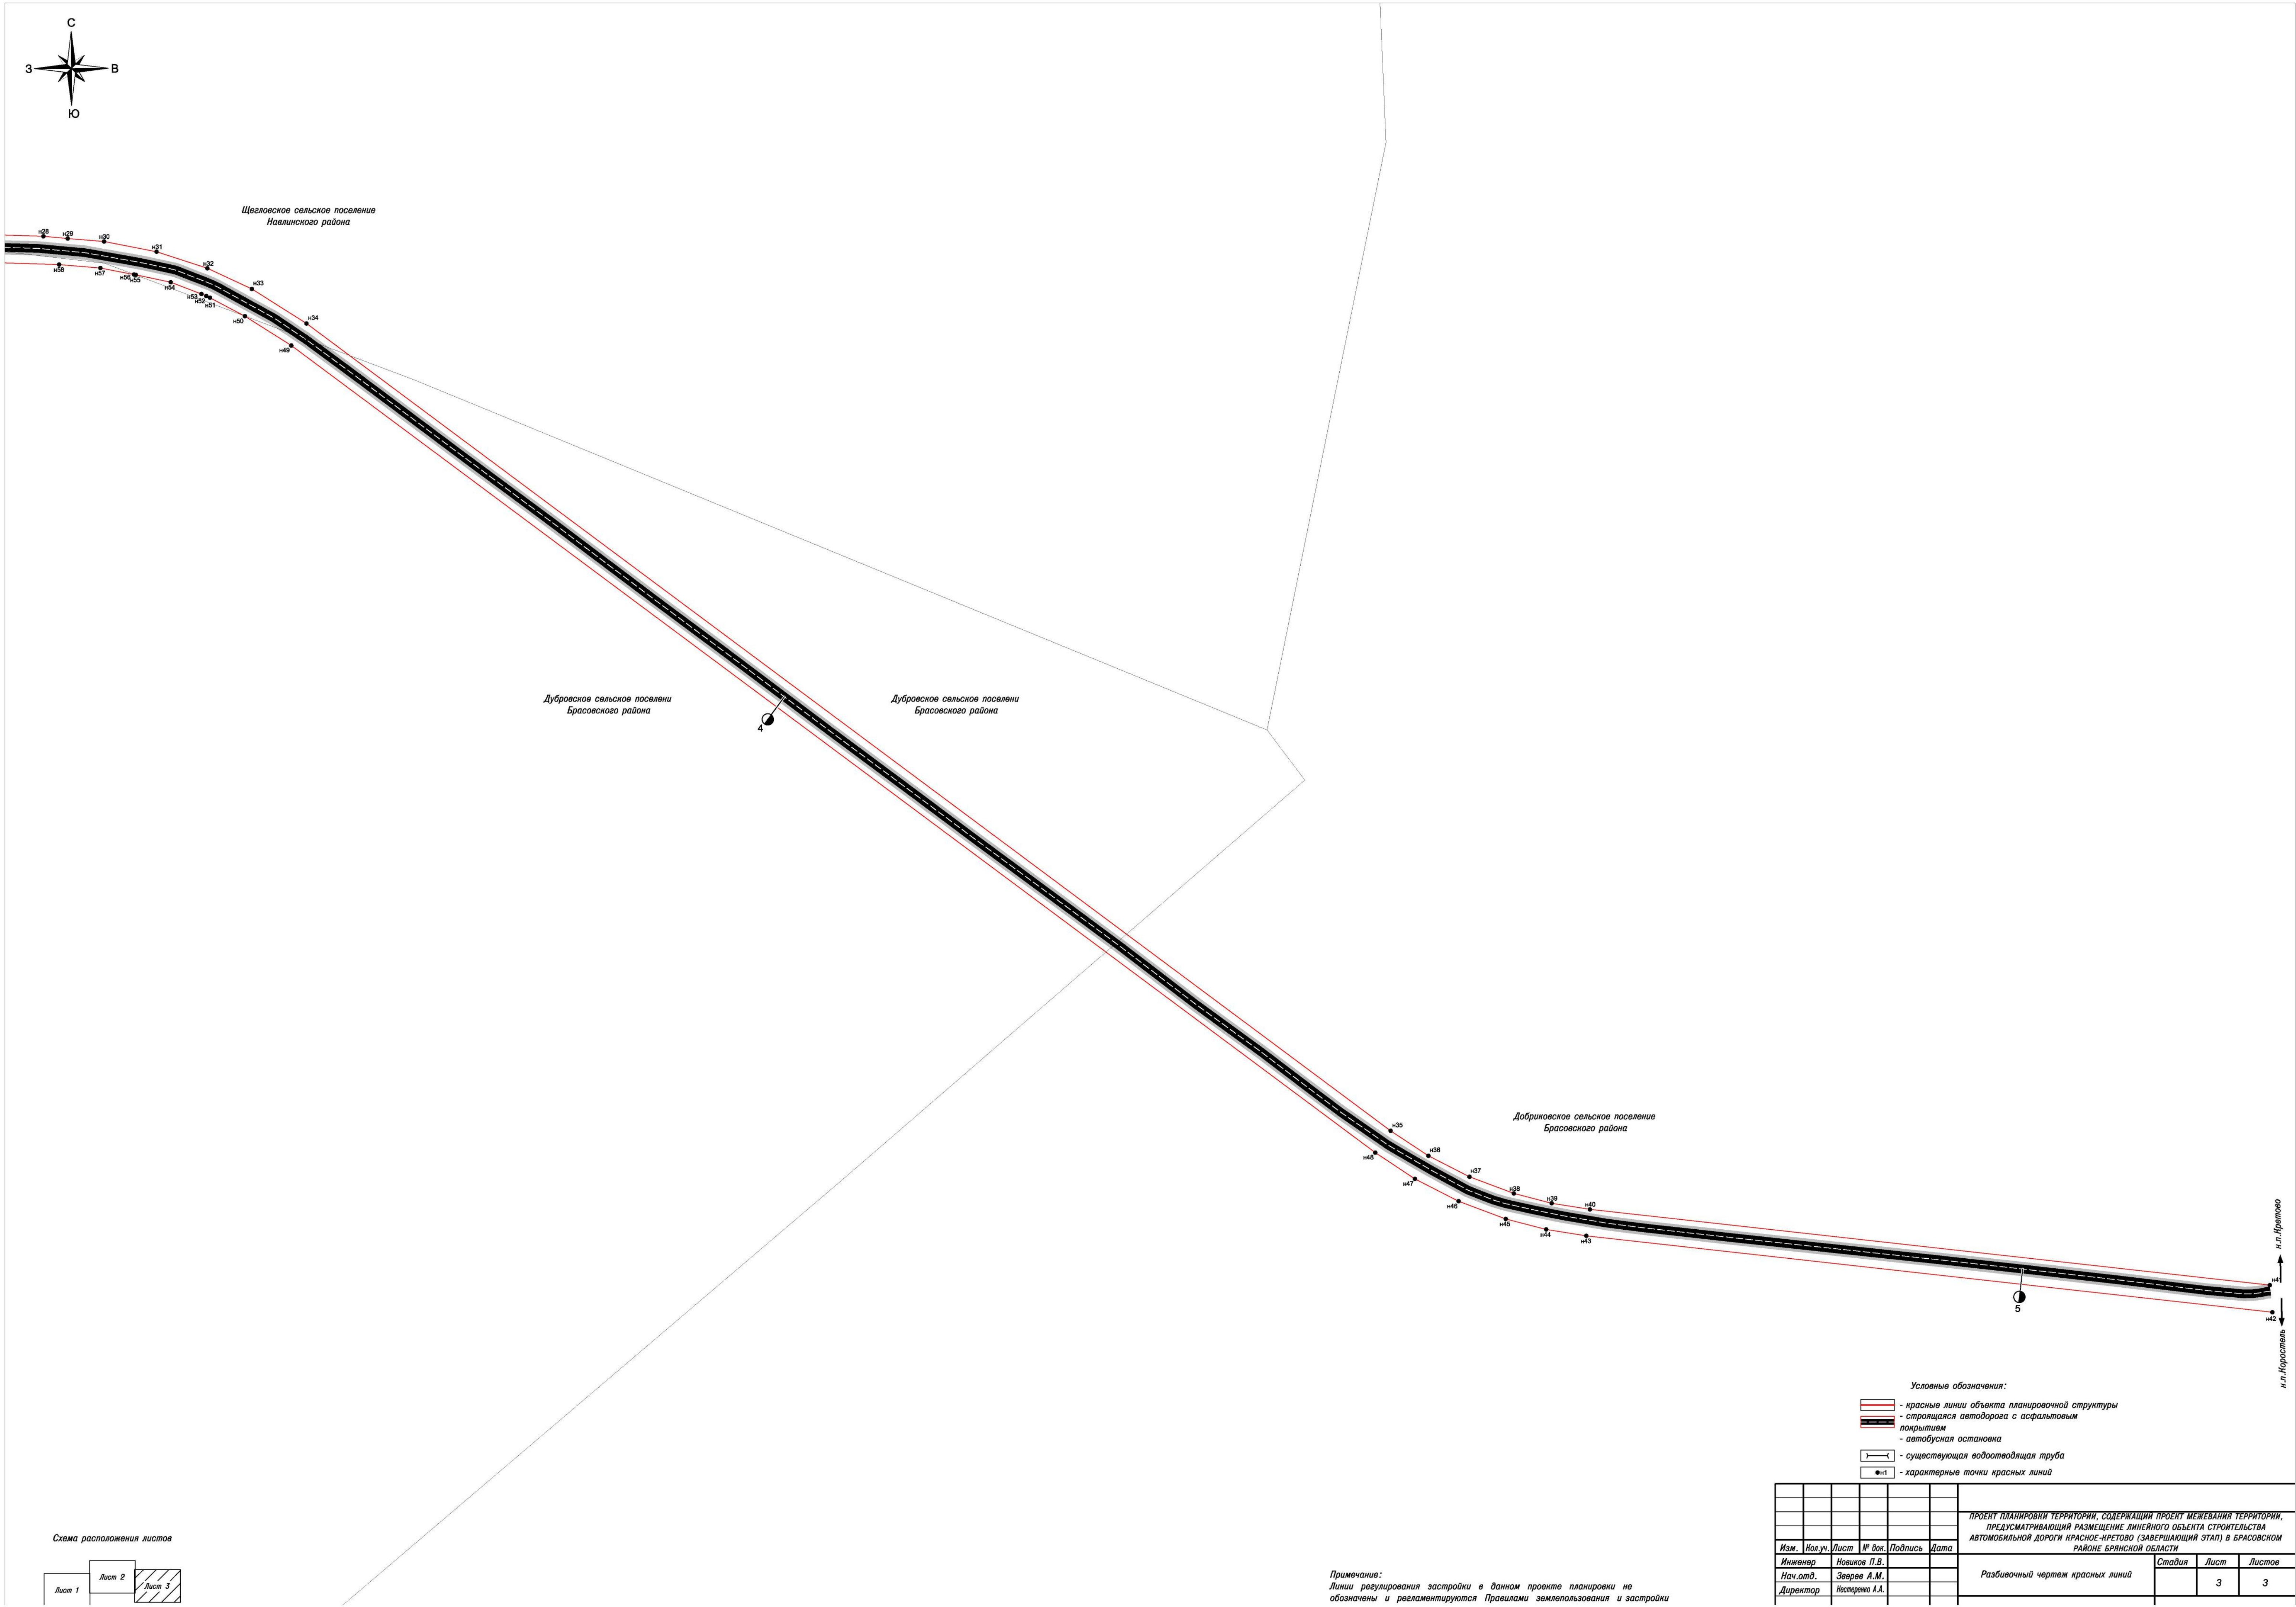 С
З
В
Ю
Щегловское сельское поселение
Навлинского района
н28
н29
н30
н31
н32
н33
н34
н58
н57
н56
н55
н54
н53
н52
н51
н50
н49
Дубровское сельское поселени
Брасовского района
Дубровское сельское поселени
Брасовского района
4
Добриковское сельское поселение
Брасовского района
н35
н36
н37
н38
н39
н40
н41
н48
н47
н46
н45
н44
н43
н42
5
н.п.Кретово
н.п.Коростель
Условные обозначения:
- красные линии объекта планировочной структуры
- строящаяся автодорога с асфальтовым
покрытием
- автобусная остановка
- существующая водоотводящая труба
н1 - характерные точки красных линий
Схема расположения листов
Лист 1
Лист 2
Лист 3
Примечание:
Линии регулирования застройки в данном проекте планировки не
обозначены и регламентируются Правилами землепользования и застройки
ПРОЕКТ ПЛАНИРОВКИ ТЕРРИТОРИИ, СОДЕРЖАЩИЙ ПРОЕКТ МЕЖЕВАНИЯ ТЕРРИТОРИИ,
ПРЕДУСМАТРИВАЮЩИЙ РАЗМЕЩЕНИЕ ЛИНЕЙНОГО ОБЪЕКТА СТРОИТЕЛЬСТВА
АВТОМОБИЛЬНОЙ ДОРОГИ КРАСНОЕ-КРЕТОВО (ЗАВЕРШАЮЩИЙ ЭТАП) В БРАСОВСКОМ
РАЙОНЕ БРЯНСКОЙ ОБЛАСТИ
Изм. Кол.уч. Лист № док. Подпись Дата
Инженер Новиков П.В.
Нач.отд. Зверев А.М.
Директор Нестеренко А.А.
Разбивочный чертеж красных линий
Стадия Лист Листов
3 3